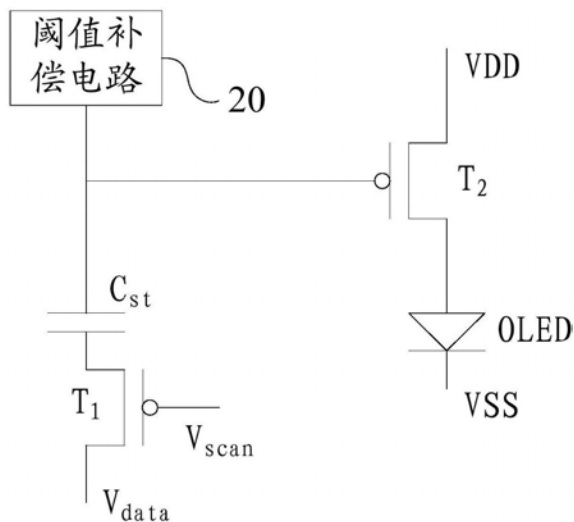 阈值补
偿电路
20
VDD
T2
Cst
OLED
T1
Vscan
VSS
Vdata